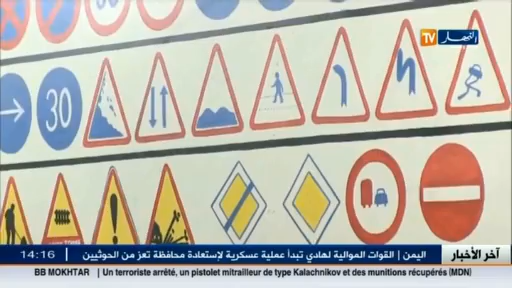 النهار TV
30
آخر الأخبار
اليمن | القوات الموالية لهادي تبدأ عملية عسكرية لإستعادة محافظة تعز من الحوثيين
14:16
BB MOKHTAR | Un terroriste arrêté, un pistolet mitrailleur de type Kalachnikov et des munitions récupérés (MDN)